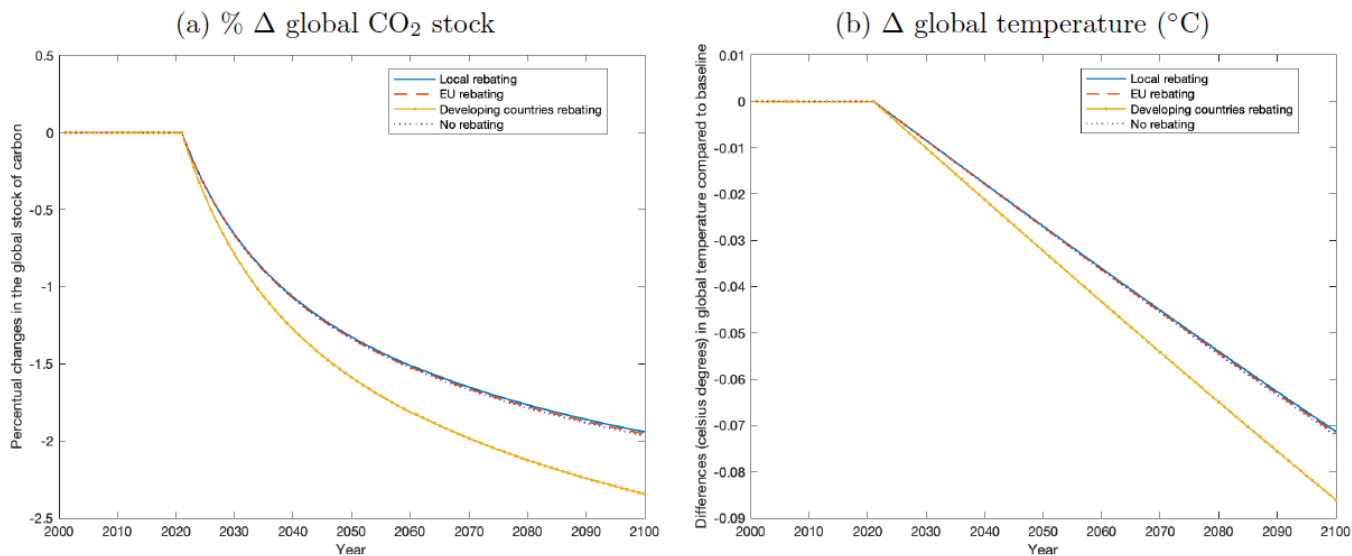 (a) % Δ global CO₂ stock
Percentual changes in the global stock of carbon
0.5
0
-0.5
-1
-1.5
-2
-2.5
Local rebating
EU rebating
Developing countries rebating
No rebating
2000 2010 2020 2030 2040 2050 2060 2070 2080 2090 2100
Year
(b) Δ global temperature (°C)
Differences (celsius degrees) in global temperature compared to baseline
0.01
0
-0.01
-0.02
-0.03
-0.04
-0.05
-0.06
-0.07
-0.08
-0.09
Local rebating
EU rebating
Developing countries rebating
No rebating
2000 2010 2020 2030 2040 2050 2060 2070 2080 2090 2100
Year